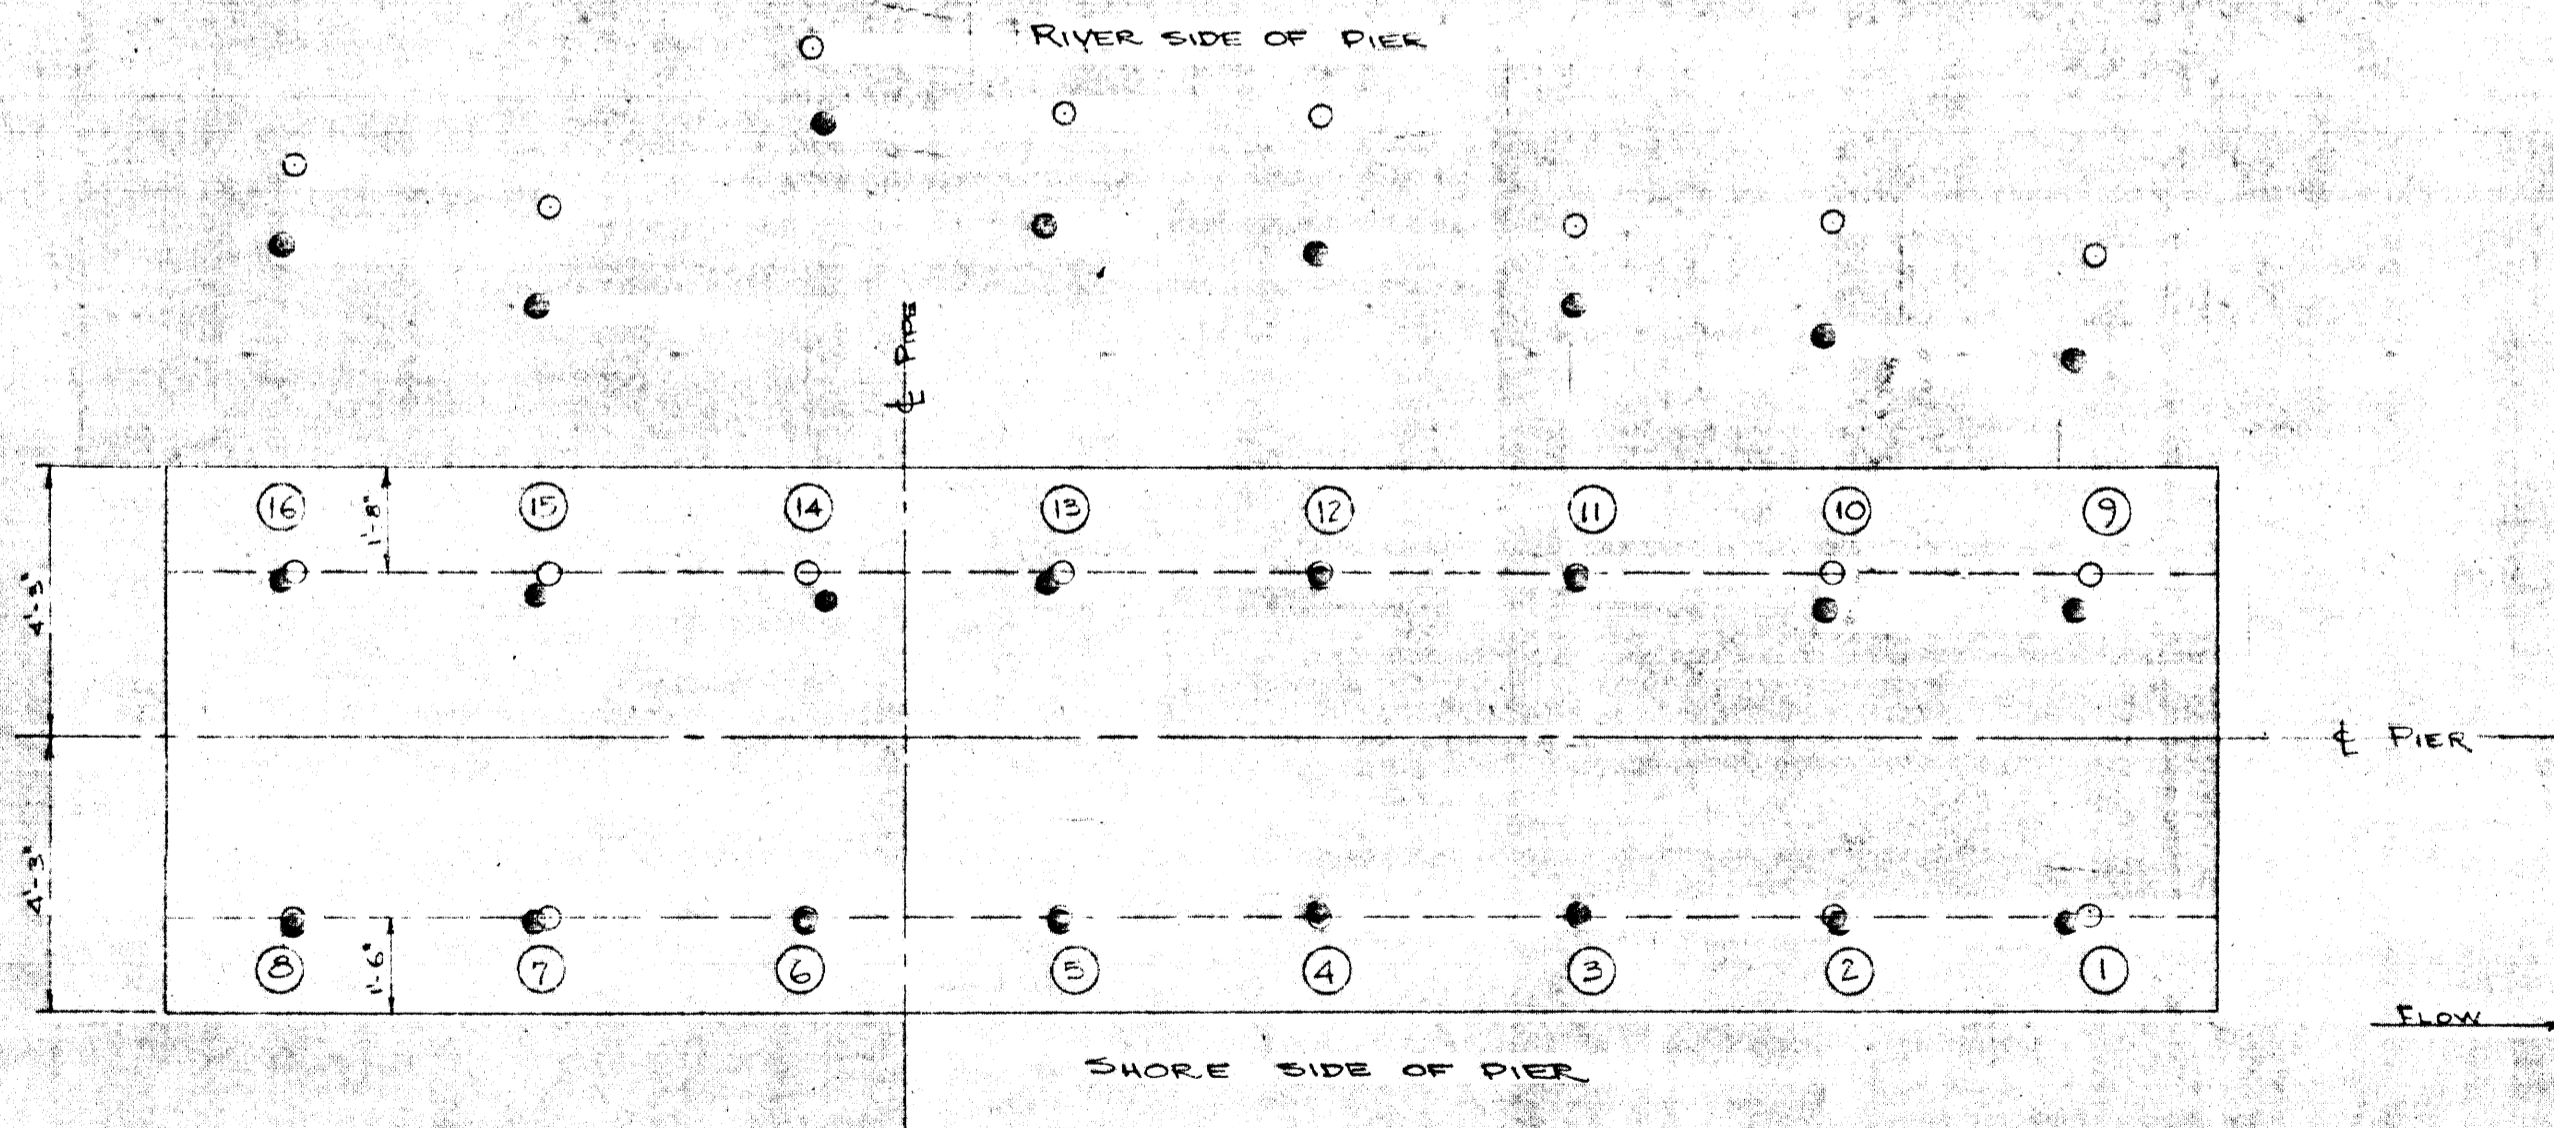 RIVER SIDE OF PIER
℄ PIPE
16 15 14 13 12 11 10 9
1'-8"
4'-3"
℄ PIER
4'-3"
1'-6"
8 7 6 5 4 3 2 1
FLOW
SHORE SIDE OF PIER